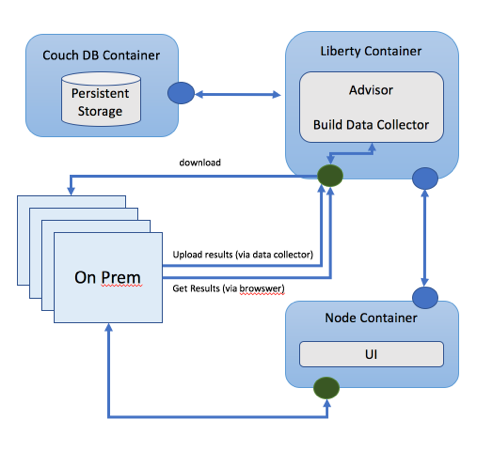 Couch DB Container
Persistent
Storage
Liberty Container
Advisor
Build Data Collector
download
Upload results (via data collector)
Get Results (via browswer)
On Prem
Node Container
UI